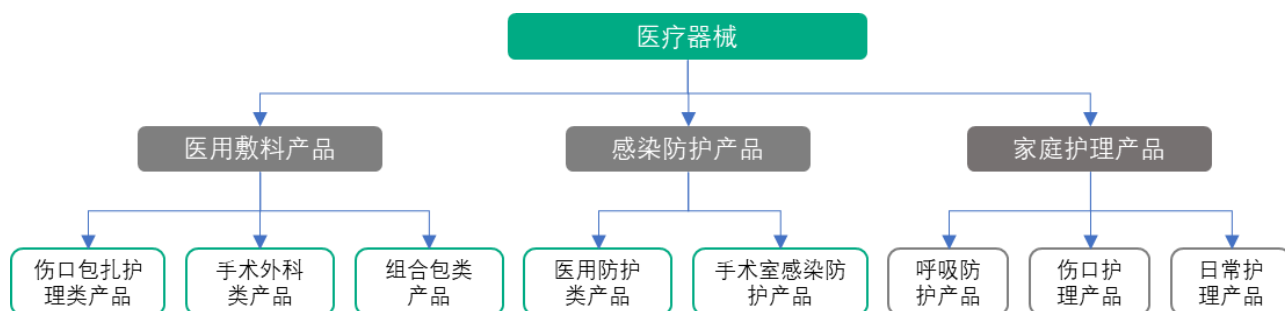 医疗器械
医用敷料产品
感染防护产品
家庭护理产品
伤口包扎护
理类产品
手术外科
类产品
组合包类
产品
医用防护
类产品
手术室感染防
护产品
呼吸防
护产品
伤口护
理产品
日常护
理产品